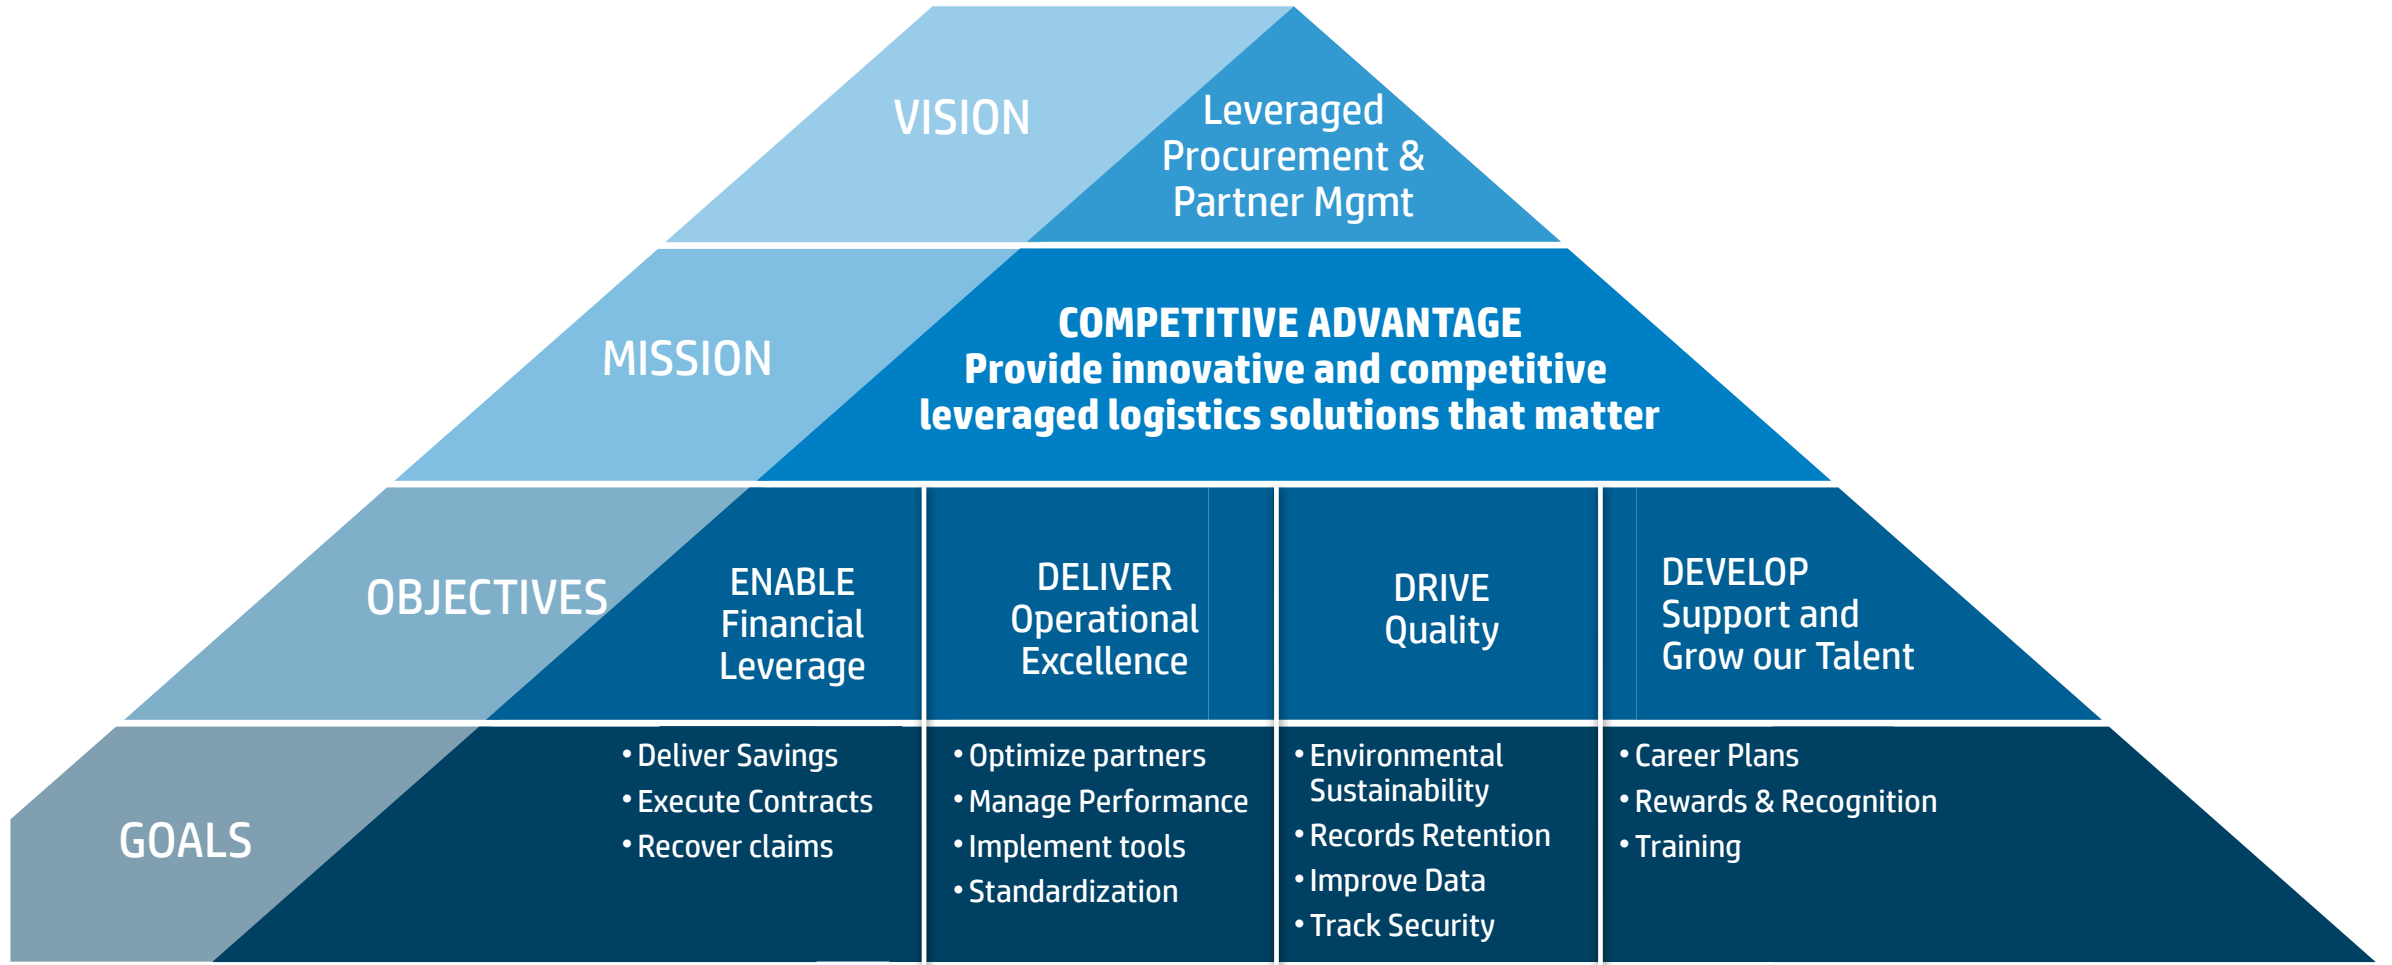 VISION
Leveraged
Procurement &
Partner Mgmt
MISSION
COMPETITIVE ADVANTAGE
Provide innovative and competitive
leveraged logistics solutions that matter
OBJECTIVES
ENABLE
Financial
Leverage
DELIVER
Operational
Excellence
DRIVE
Quality
DEVELOP
Support and
Grow our Talent
GOALS
• Deliver Savings
• Execute Contracts
• Recover claims
• Optimize partners
• Manage Performance
• Implement tools
• Standardization
• Environmental
Sustainability
• Records Retention
• Improve Data
• Track Security
• Career Plans
• Rewards & Recognition
• Training